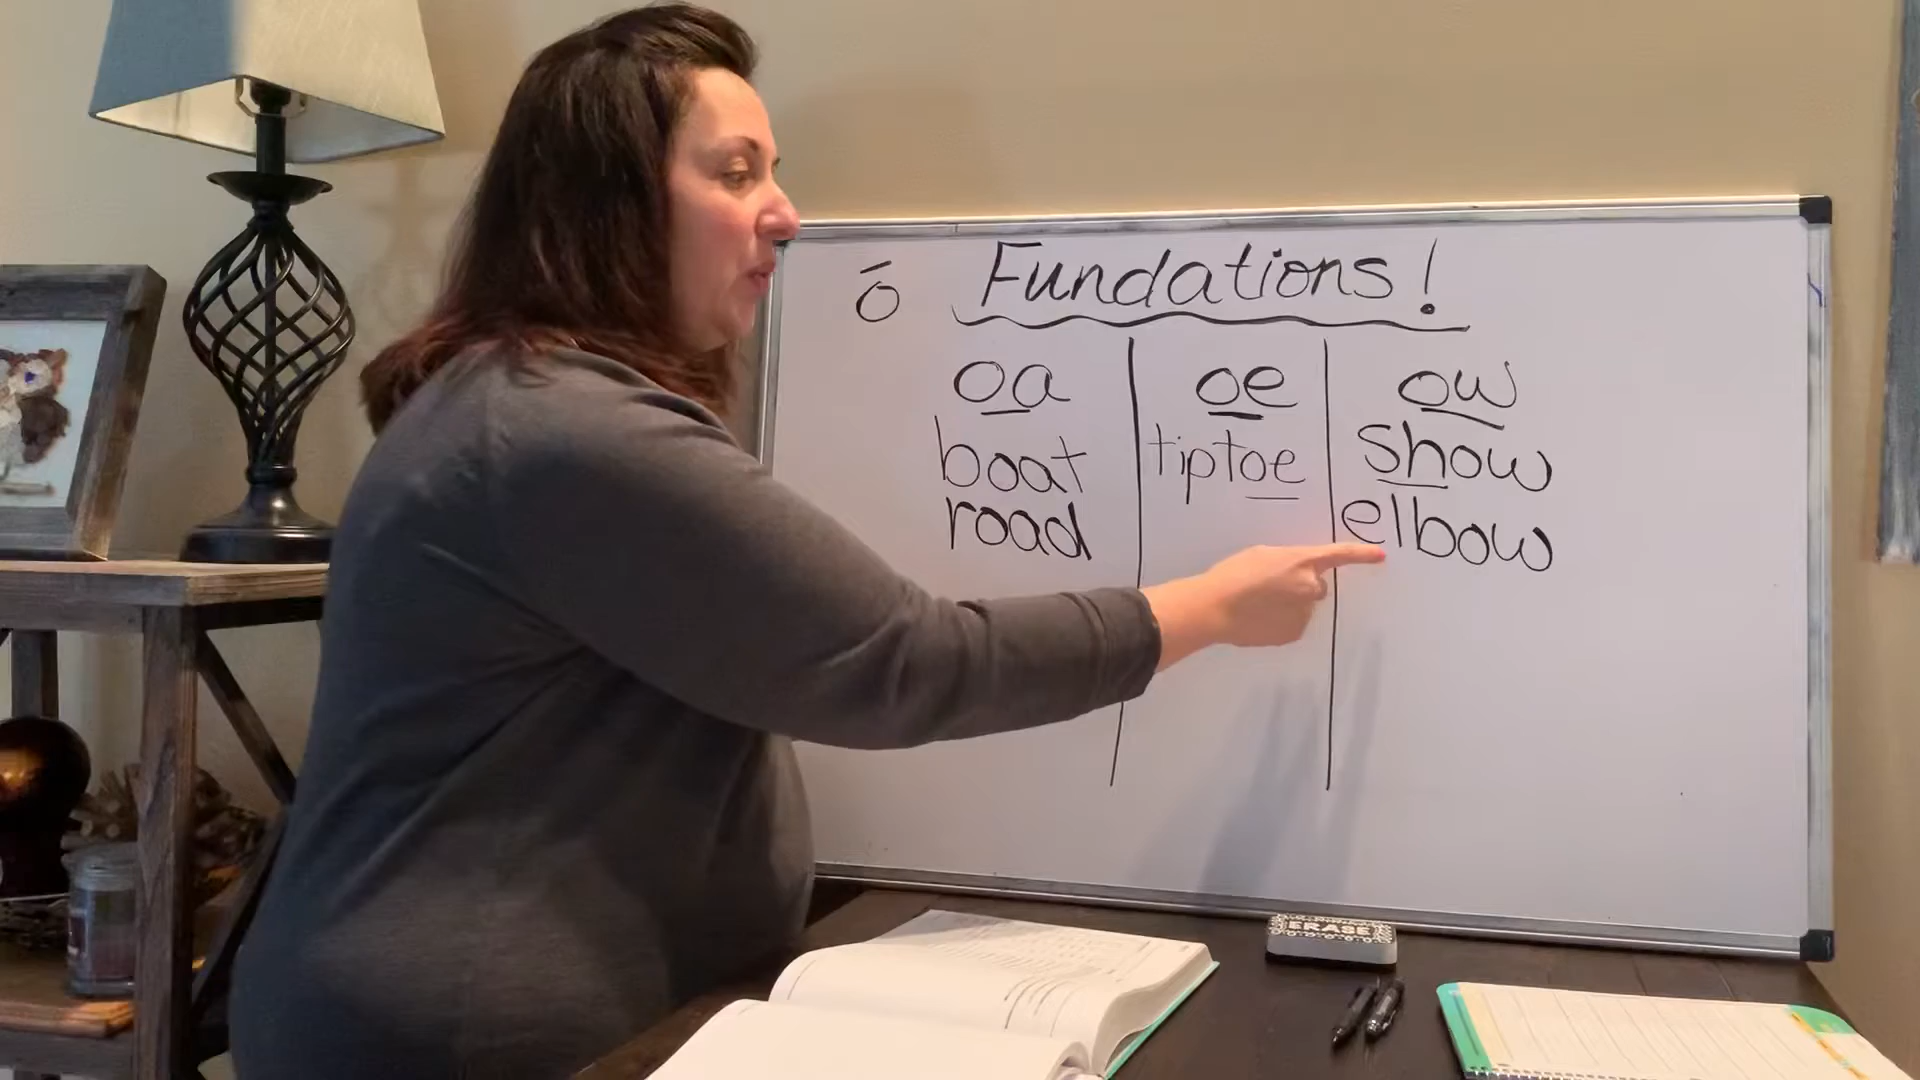 ō Fundations!
oa oe ow
boat tiptoe show
road elbow
ERASE